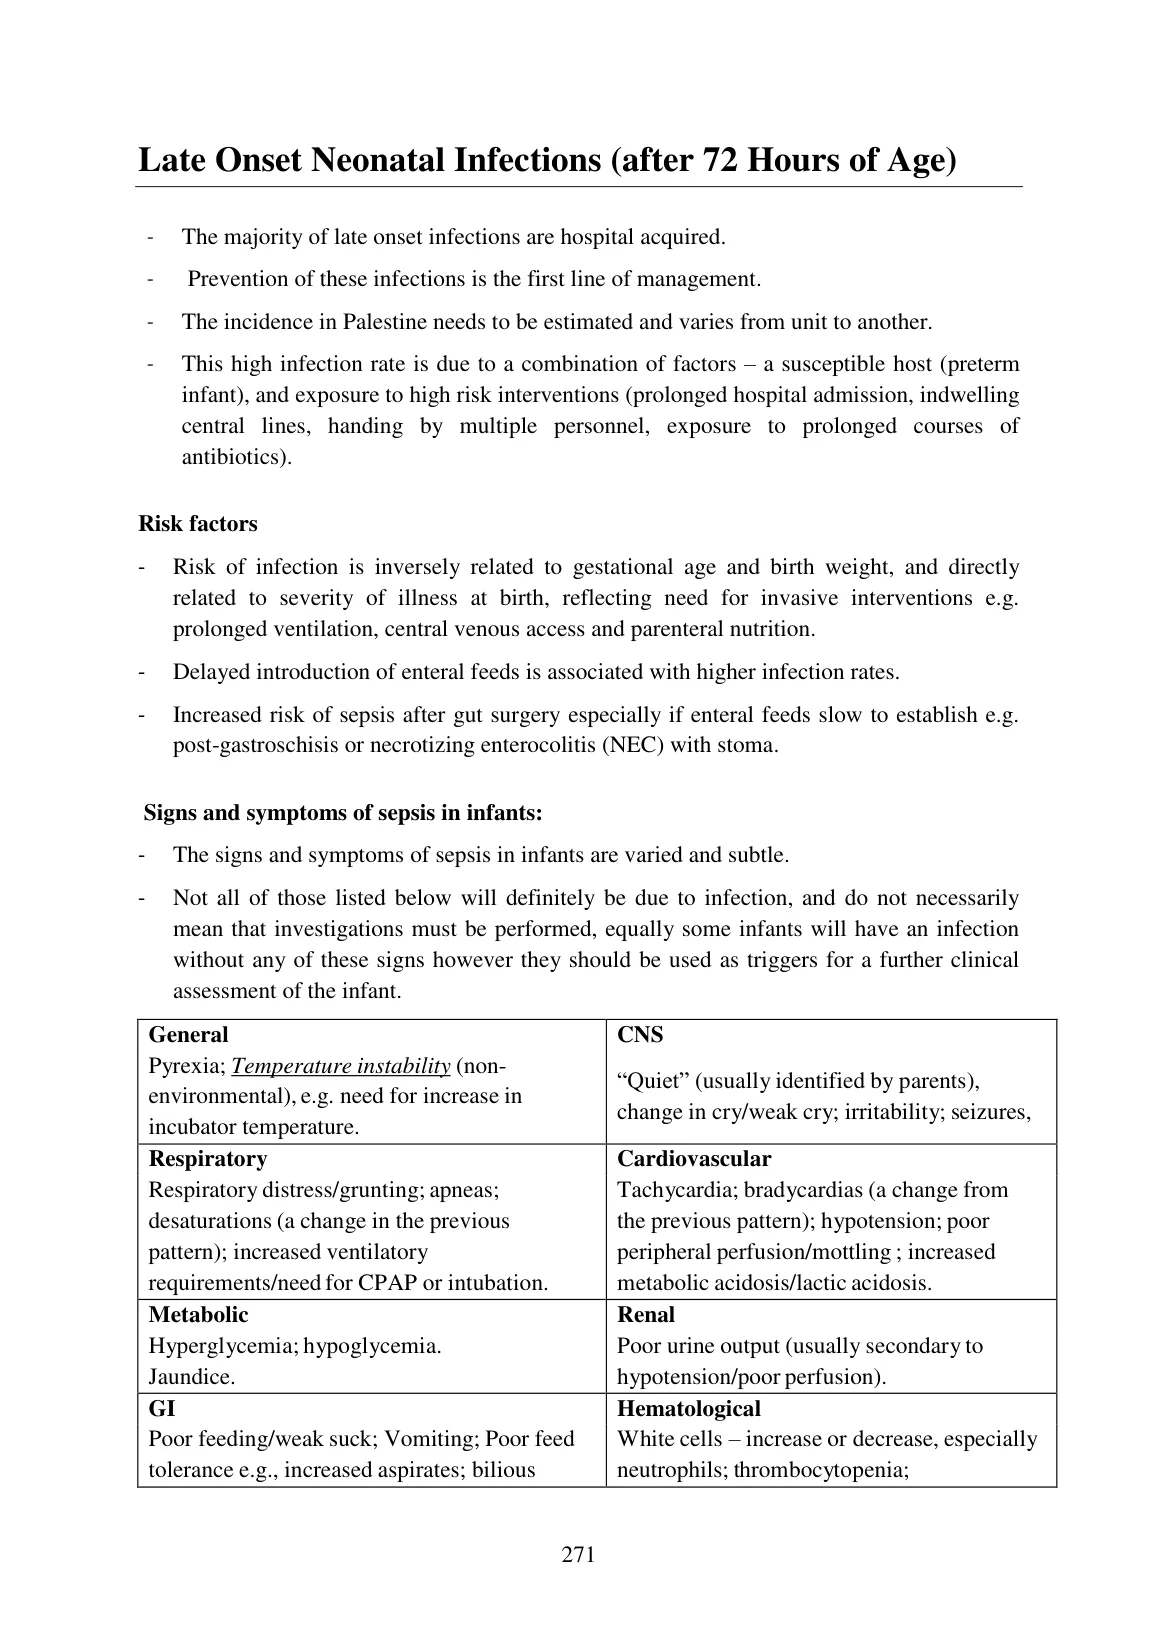 Late Onset Neonatal Infections (after 72 Hours of Age)
- The majority of late onset infections are hospital acquired.
- Prevention of these infections is the first line of management.
- The incidence in Palestine needs to be estimated and varies from unit to another.
- This high infection rate is due to a combination of factors – a susceptible host (preterm
infant), and exposure to high risk interventions (prolonged hospital admission, indwelling
central lines, handing by multiple personnel, exposure to prolonged courses of
antibiotics).
Risk factors
- Risk of infection is inversely related to gestational age and birth weight, and directly
related to severity of illness at birth, reflecting need for invasive interventions e.g.
prolonged ventilation, central venous access and parenteral nutrition.
- Delayed introduction of enteral feeds is associated with higher infection rates.
- Increased risk of sepsis after gut surgery especially if enteral feeds slow to establish e.g.
post-gastroschisis or necrotizing enterocolitis (NEC) with stoma.
Signs and symptoms of sepsis in infants:
- The signs and symptoms of sepsis in infants are varied and subtle.
- Not all of those listed below will definitely be due to infection, and do not necessarily
mean that investigations must be performed, equally some infants will have an infection
without any of these signs however they should be used as triggers for a further clinical
assessment of the infant.
General
Pyrexia; Temperature instability (non-
environmental), e.g. need for increase in
incubator temperature.
CNS
“Quiet” (usually identified by parents),
change in cry/weak cry; irritability; seizures,
Respiratory
Respiratory distress/grunting; apneas;
desaturations (a change in the previous
pattern); increased ventilatory
requirements/need for CPAP or intubation.
Cardiovascular
Tachycardia; bradycardias (a change from
the previous pattern); hypotension; poor
peripheral perfusion/mottling ; increased
metabolic acidosis/lactic acidosis.
Metabolic
Hyperglycemia; hypoglycemia.
Jaundice.
Renal
Poor urine output (usually secondary to
hypotension/poor perfusion).
GI
Poor feeding/weak suck; Vomiting; Poor feed
tolerance e.g., increased aspirates; bilious
Hematological
White cells – increase or decrease, especially
neutrophils; thrombocytopenia;
271